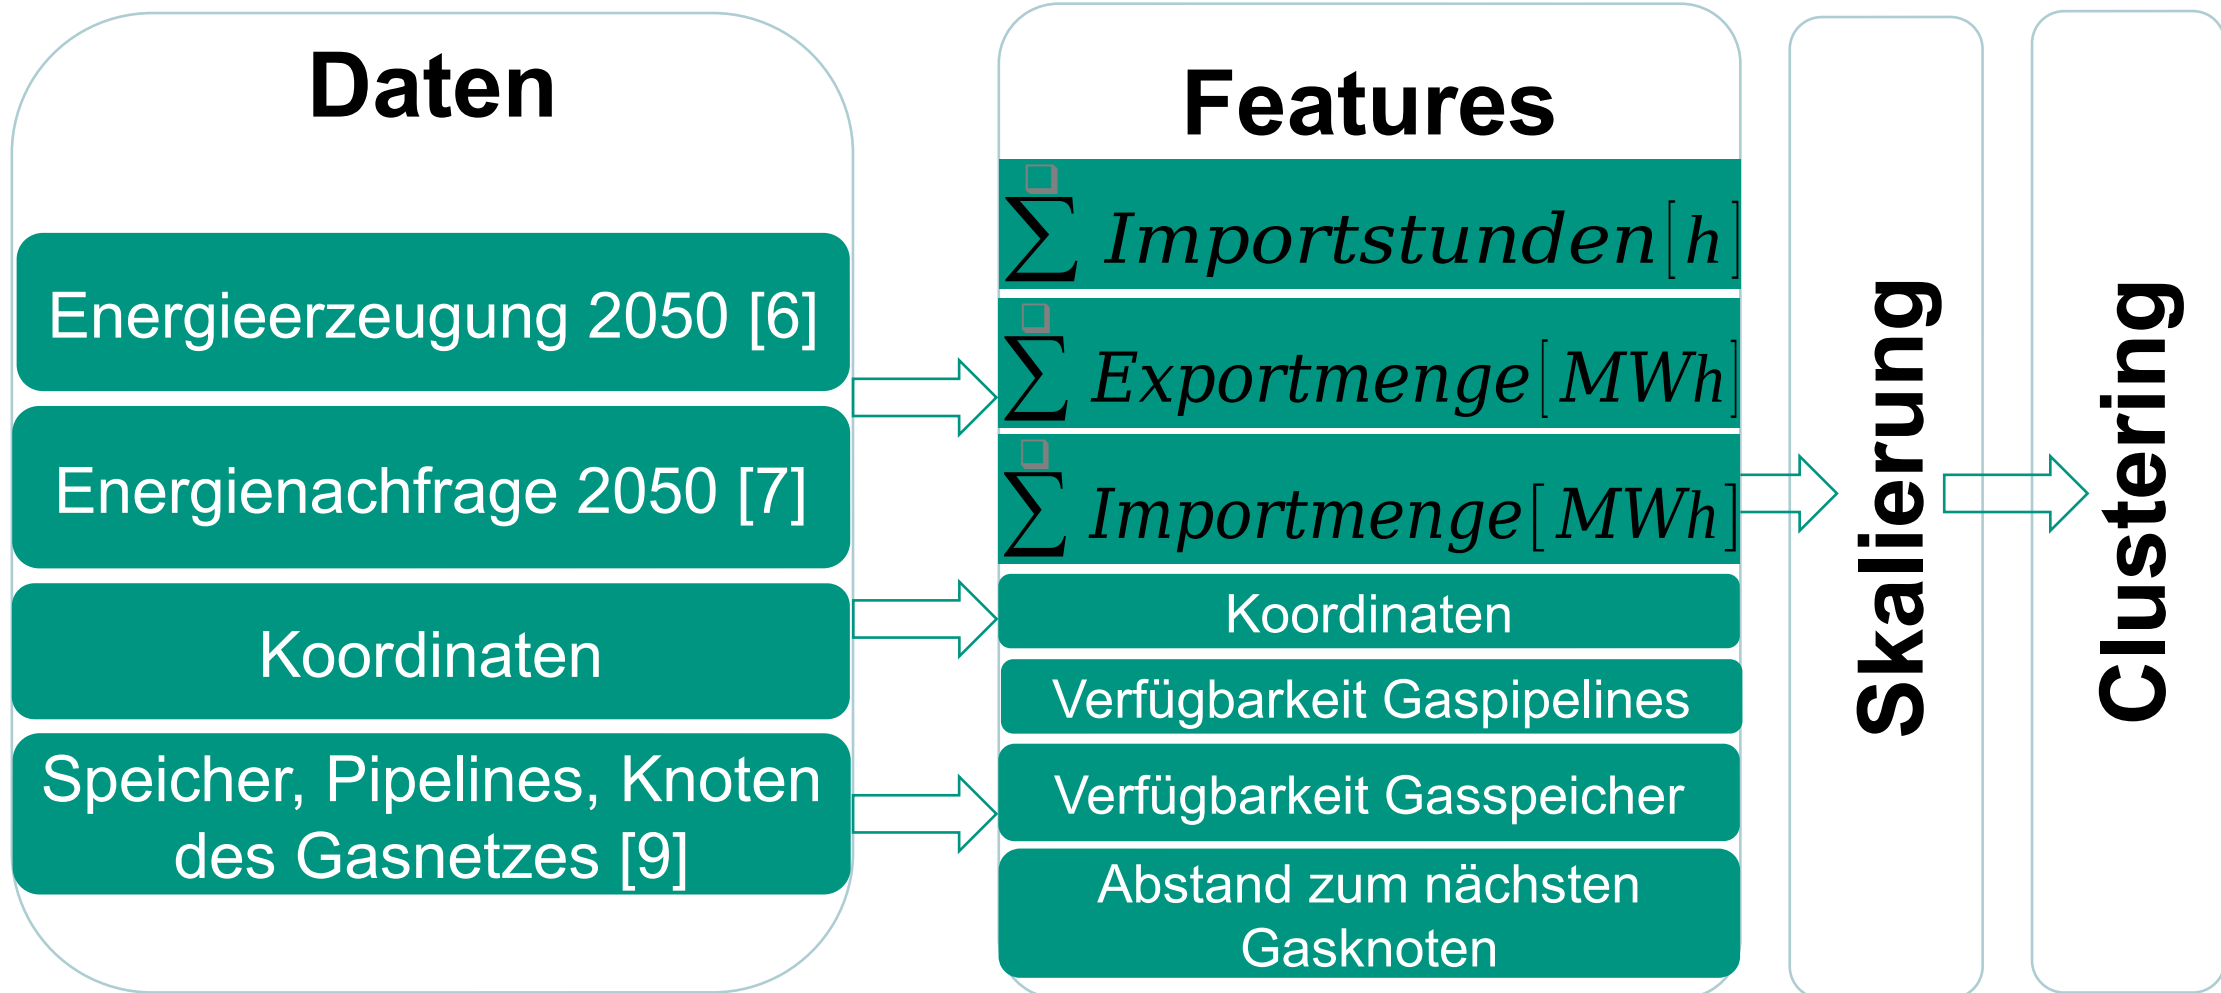 Daten
Energieerzeugung 2050 [6]
Energienachfrage 2050 [7]
Koordinaten
Speicher, Pipelines, Knoten
des Gasnetzes [9]
Features
∑ Importstunden[h]
∑ Exportmenge[MWh]
∑ Importmenge[MWh]
Koordinaten
Verfügbarkeit Gaspipelines
Verfügbarkeit Gasspeicher
Abstand zum nächsten
Gasknoten
Skalierung
Clustering